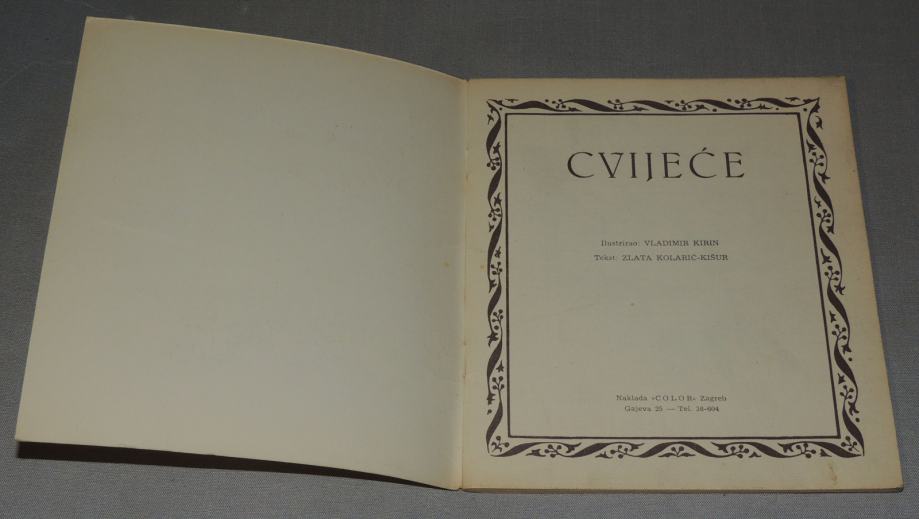 CVIJEĆE
Ilustrirao: VLADIMIR KIRIN
Tekst: ZLATA KOLARIĆ-KIŠUR
Naklada »COLOR« Zagreb
Gajeva 25 — Tel. 38-604